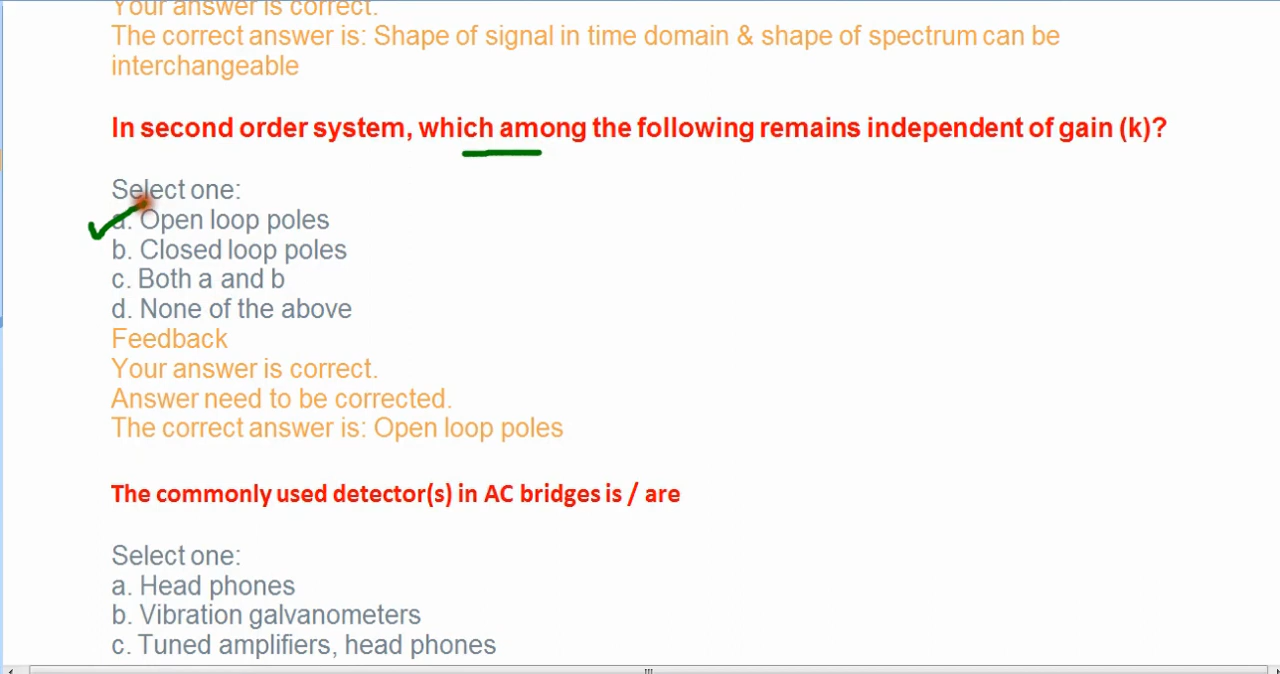 Your answer is correct.
The correct answer is: Shape of signal in time domain & shape of spectrum can be
interchangeable
In second order system, which among the following remains independent of gain (k)?
Select one:
a. Open loop poles
b. Closed loop poles
c. Both a and b
d. None of the above
Feedback
Your answer is correct.
Answer need to be corrected.
The correct answer is: Open loop poles
The commonly used detector(s) in AC bridges is / are
Select one:
a. Head phones
b. Vibration galvanometers
c. Tuned amplifiers, head phones